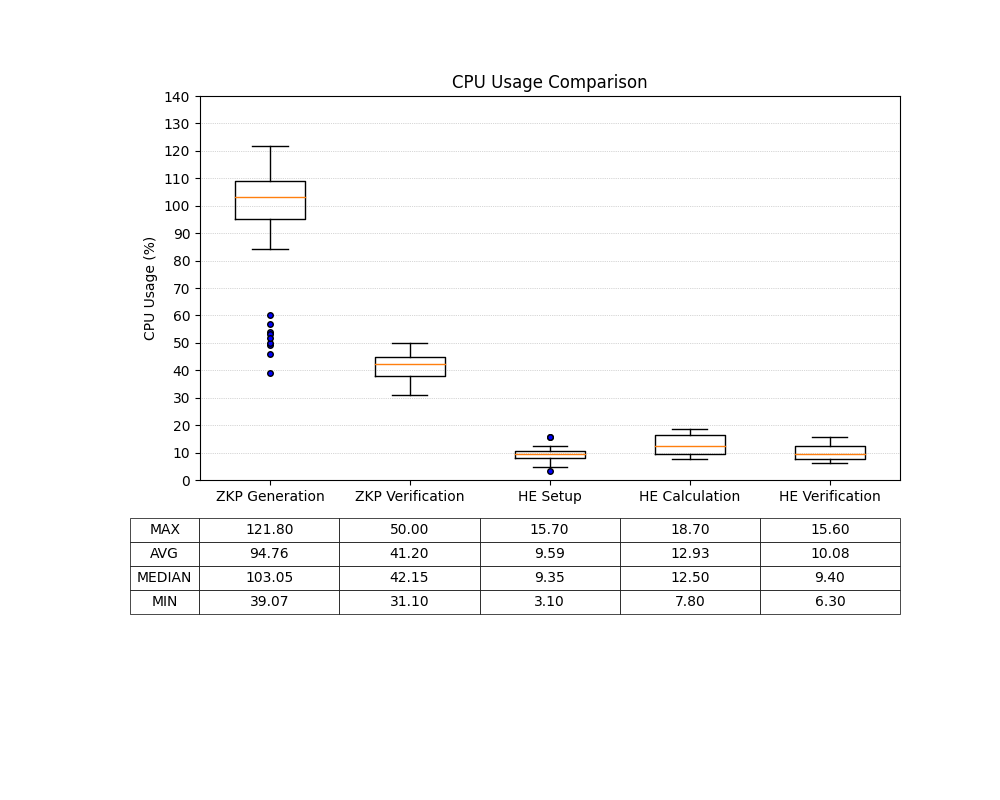 CPU Usage Comparison
140
130
120
110
100
90
80
70
60
50
40
30
20
10
0
CPU Usage (%)
ZKP Generation ZKP Verification HE Setup HE Calculation HE Verification
MAX 121.80 50.00 15.70 18.70 15.60
AVG 94.76 41.20 9.59 12.93 10.08
MEDIAN 103.05 42.15 9.35 12.50 9.40
MIN 39.07 31.10 3.10 7.80 6.30